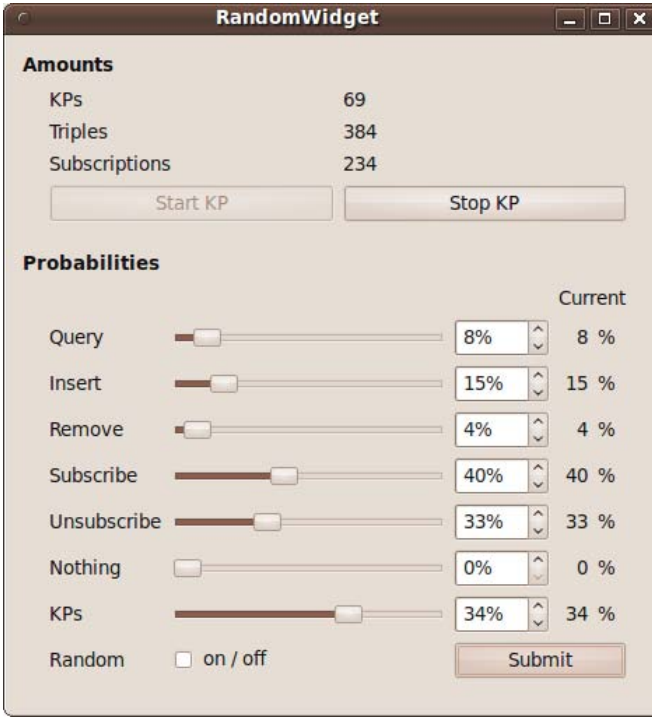 RandomWidget
Amounts
KPs 69
Triples 384
Subscriptions 234
Start KP Stop KP
Probabilities
Current
Query 8% 8 %
Insert 15% 15 %
Remove 4% 4 %
Subscribe 40% 40 %
Unsubscribe 33% 33 %
Nothing 0% 0 %
KPs 34% 34 %
Random on / off Submit